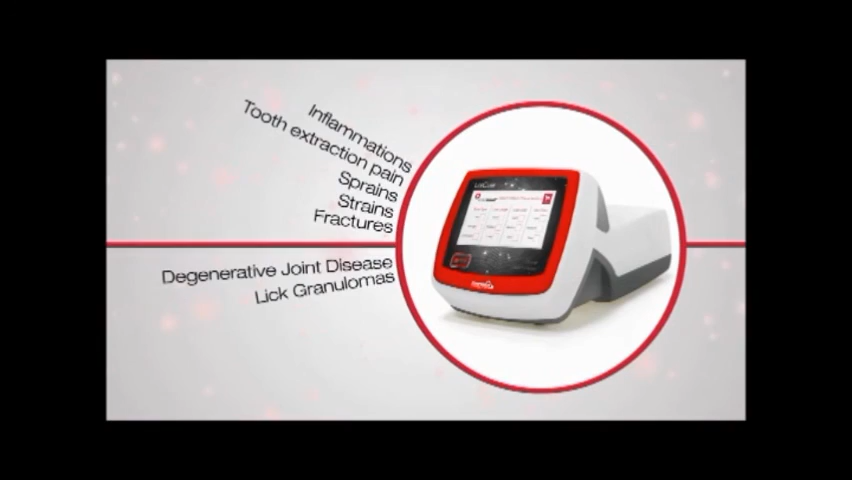 Inflammations
Tooth extraction pain
Sprains
Strains
Fractures
Degenerative Joint Disease
Lick Granulomas